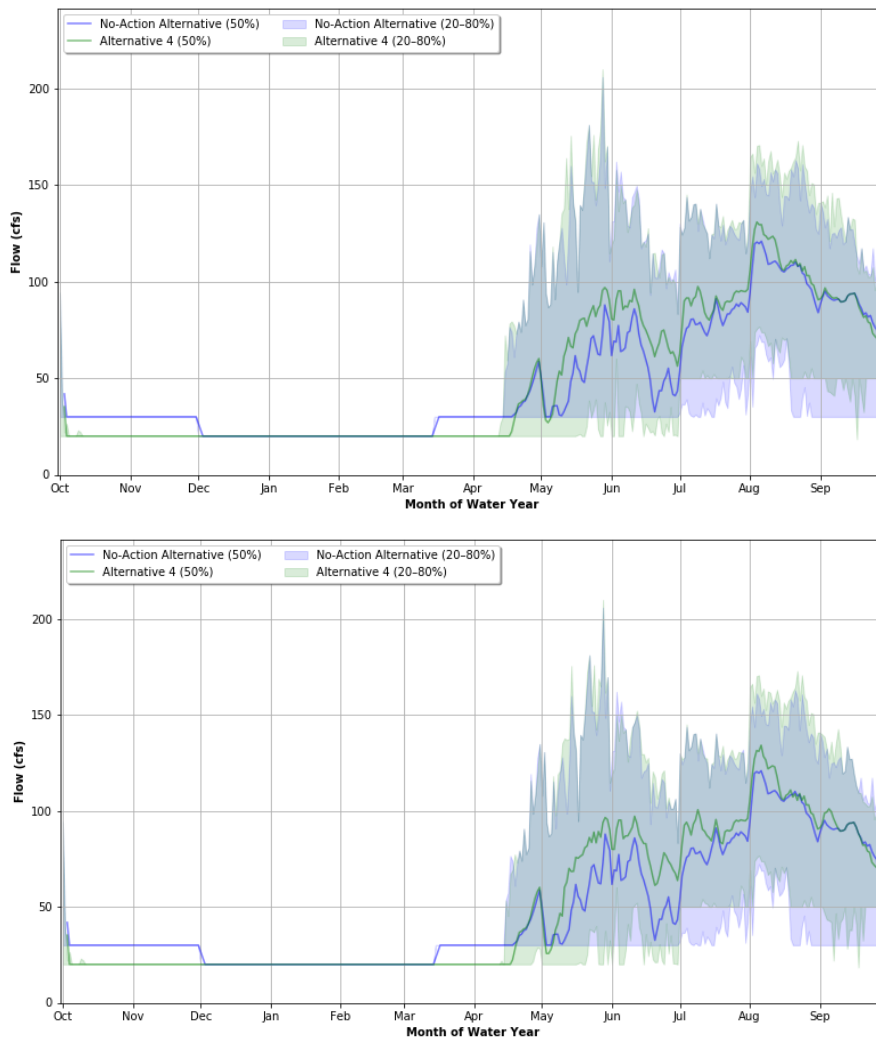 No-Action Alternative (50%) No-Action Alternative (20–80%)
Alternative 4 (50%) Alternative 4 (20–80%)
200
150
100
50
0
Flow (cfs)
Oct Nov Dec Jan Feb Mar Apr May Jun Jul Aug Sep
Month of Water Year
No-Action Alternative (50%) No-Action Alternative (20–80%)
Alternative 4 (50%) Alternative 4 (20–80%)
200
150
100
50
0
Flow (cfs)
Oct Nov Dec Jan Feb Mar Apr May Jun Jul Aug Sep
Month of Water Year